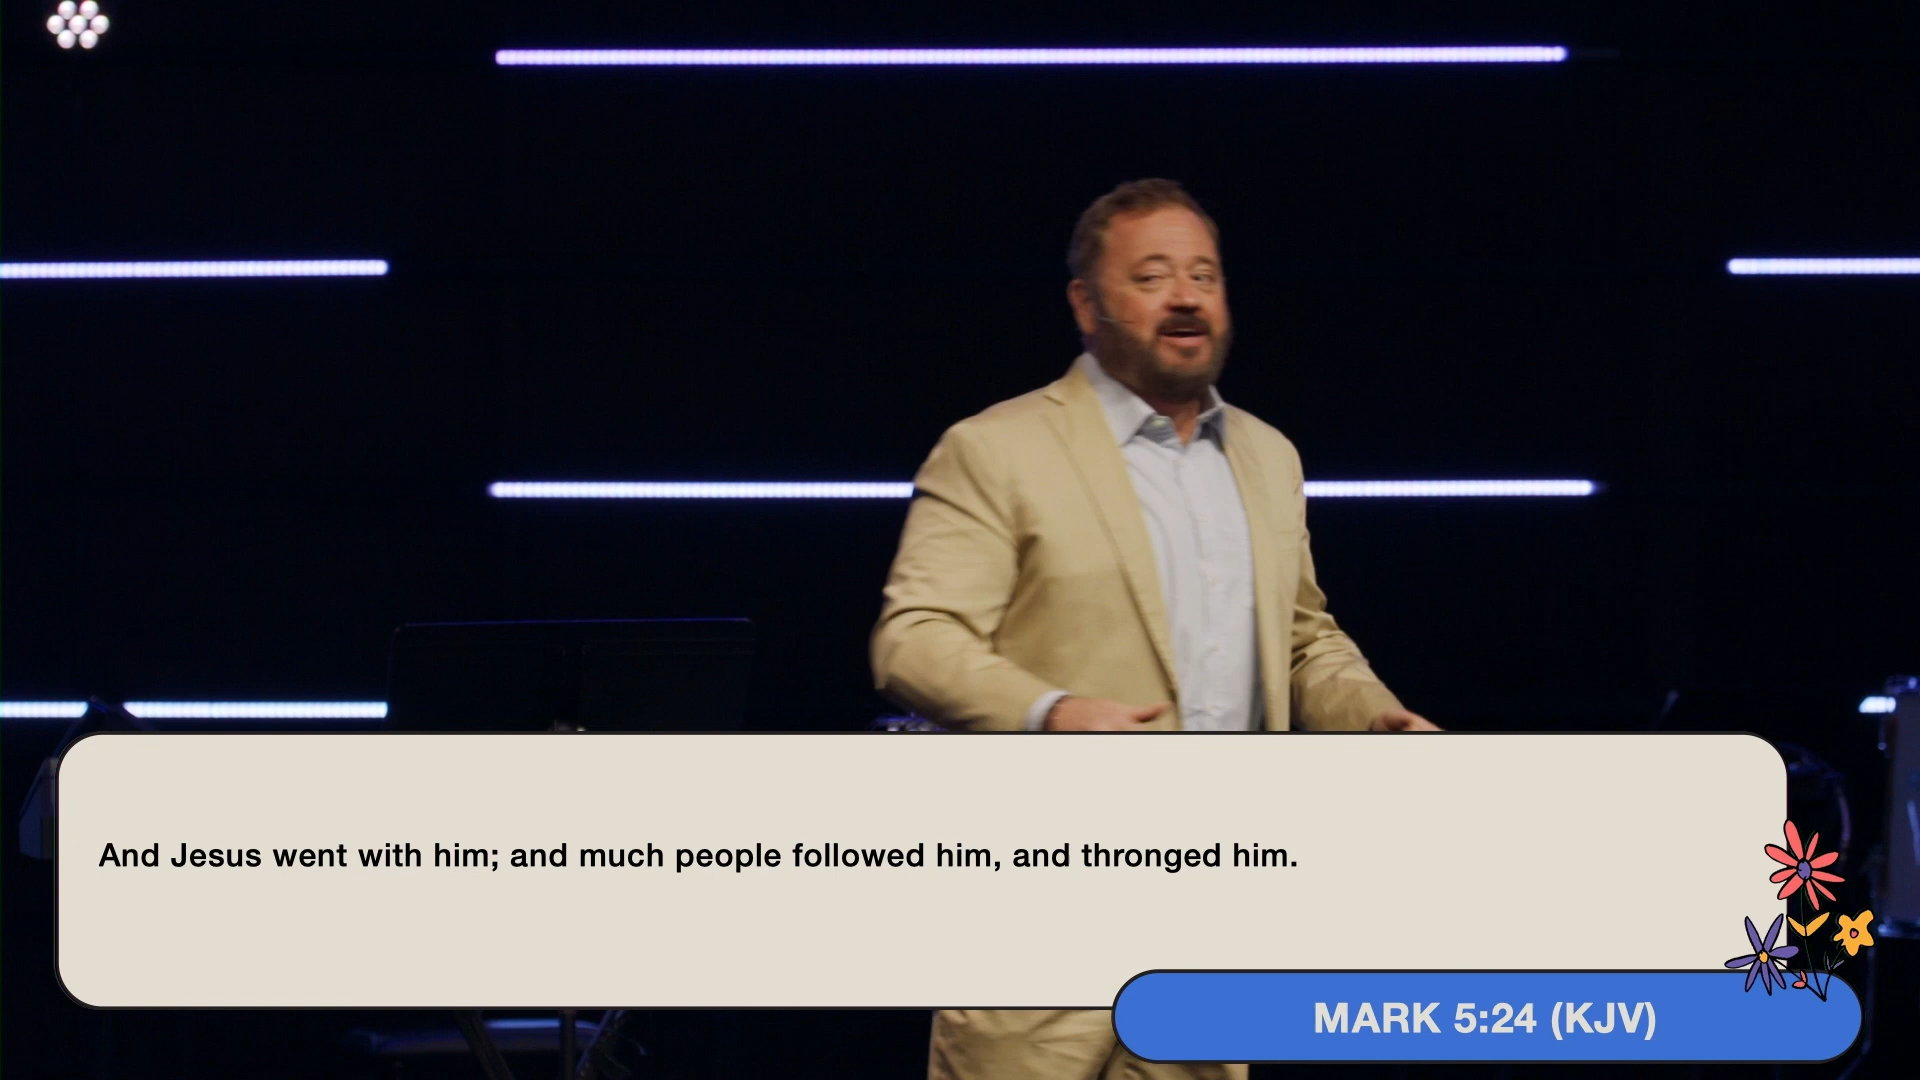 And Jesus went with him; and much people followed him, and thronged him.
MARK 5:24 (KJV)